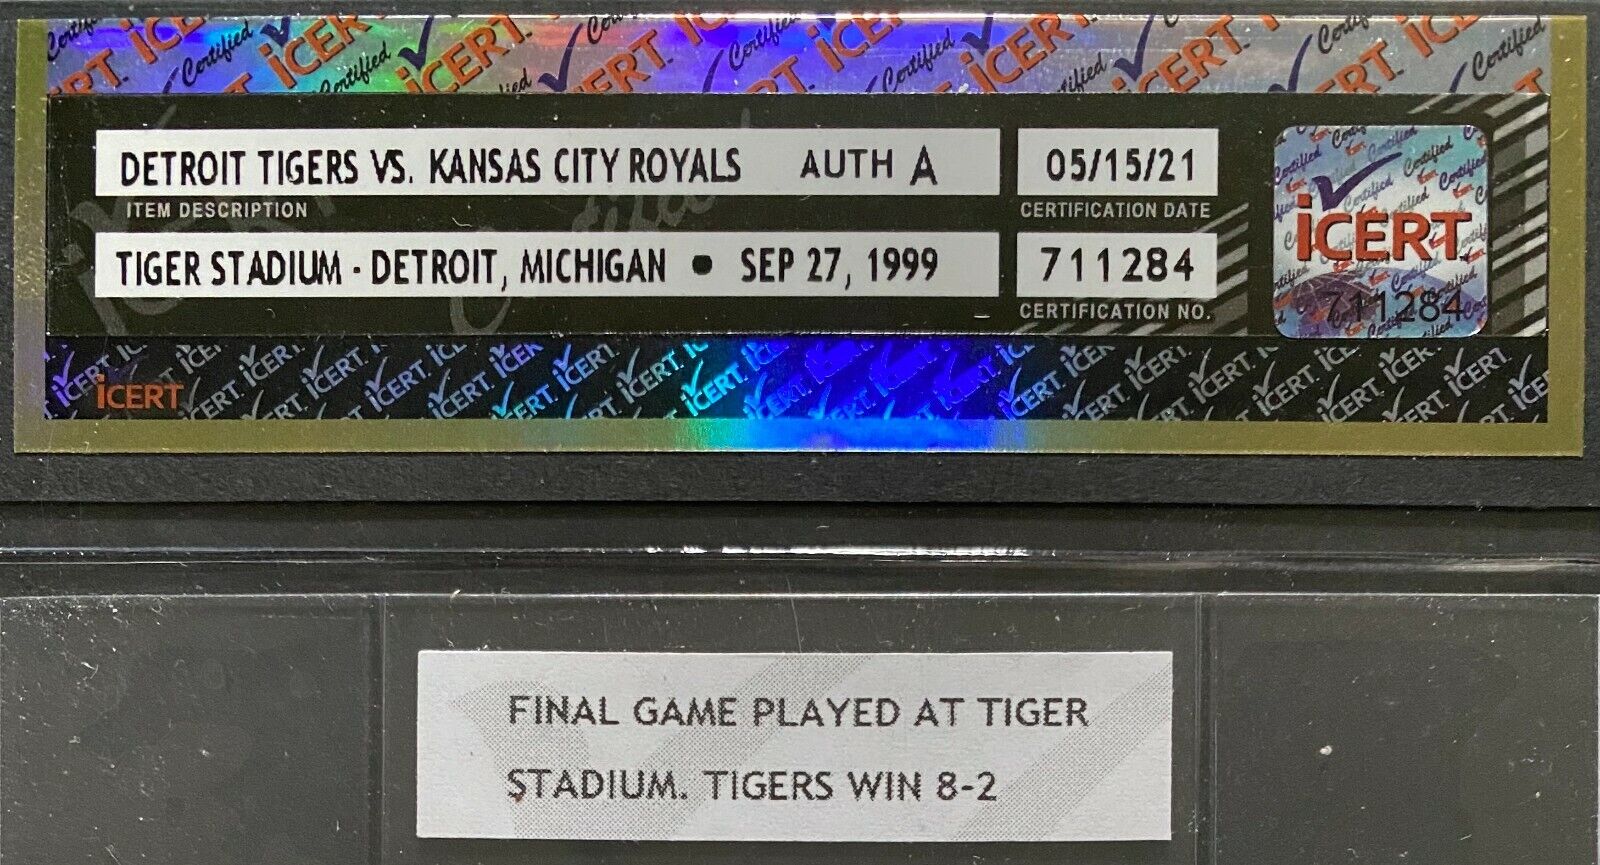 DETROIT TIGERS VS. KANSAS CITY ROYALS AUTH A 05/15/21
ITEM DESCRIPTION CERTIFICATION DATE
TIGER STADIUM - DETROIT, MICHIGAN • SEP 27, 1999 711284
CERTIFICATION NO.
iCERT
711284
iCERT
FINAL GAME PLAYED AT TIGER
STADIUM. TIGERS WIN 8-2